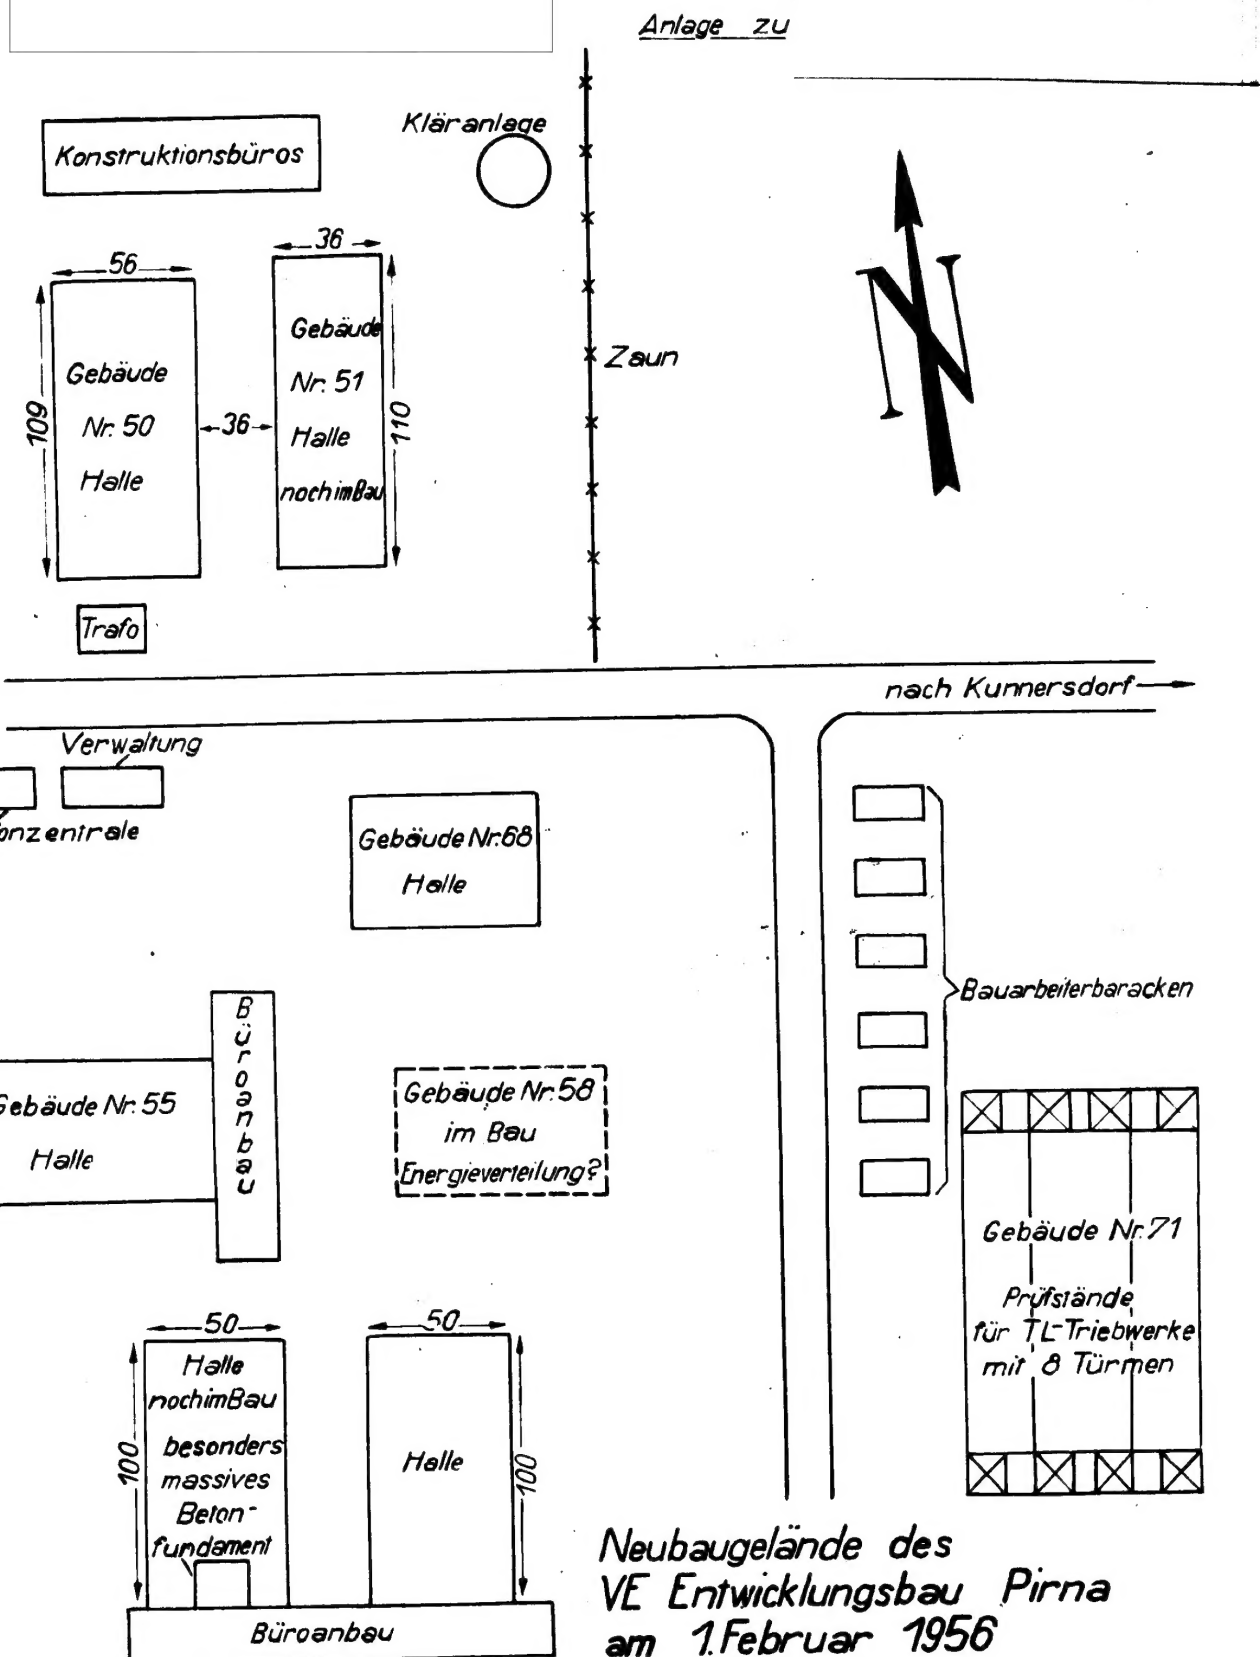 Anlage zu
Konstruktionsbüros
Kläranlage
56
36
109
Gebäude
Nr. 50
Halle
36
Gebäude
Nr. 51
Halle
noch im Bau
110
Zaun
N
Trafo
nach Kunnersdorf
Verwaltung
onzentrale
Gebäude Nr. 68
Halle
Bauarbeiterbaracken
Büroanbau
Gebäude Nr. 55
Halle
Gebäude Nr. 58
im Bau
Energieverteilung?
Gebäude Nr. 71
Prüfstände
für TL-Triebwerke
mit 8 Türmen
50
50
100
Halle
noch im Bau
besonders
massives
Beton-
fundament
Halle
100
Büroanbau
Neubaugelände des
VE Entwicklungsbau Pirna
am 1. Februar 1956